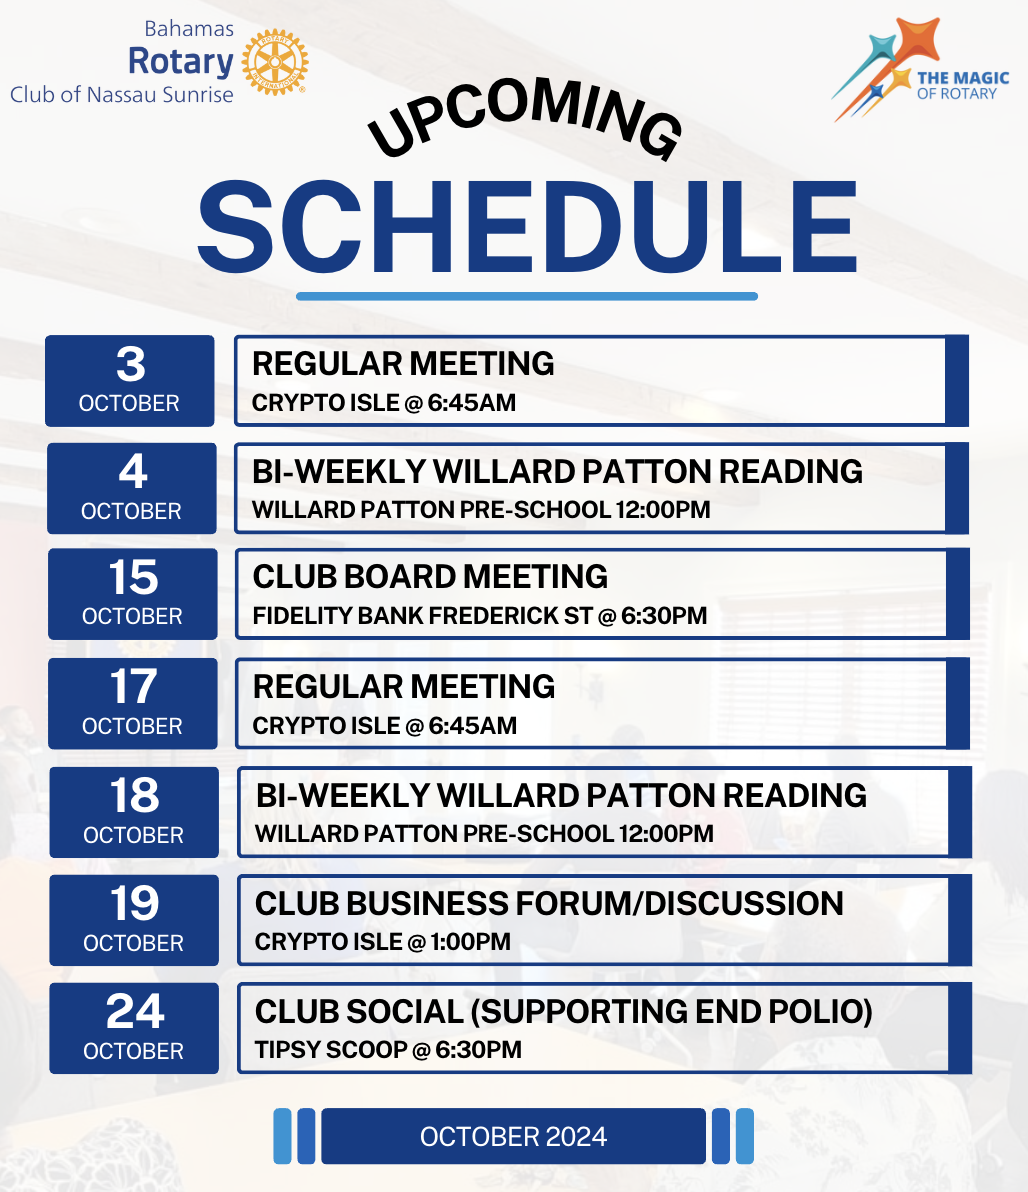 Bahamas
Rotary
Club of Nassau Sunrise
ROTARY
INTERNATIONAL
THE MAGIC
OF ROTARY
UPCOMING
SCHEDULE
3
OCTOBER
REGULAR MEETING
CRYPTO ISLE @ 6:45AM
4
OCTOBER
BI-WEEKLY WILLARD PATTON READING
WILLARD PATTON PRE-SCHOOL 12:00PM
15
OCTOBER
CLUB BOARD MEETING
FIDELITY BANK FREDERICK ST @ 6:30PM
17
OCTOBER
REGULAR MEETING
CRYPTO ISLE @ 6:45AM
18
OCTOBER
BI-WEEKLY WILLARD PATTON READING
WILLARD PATTON PRE-SCHOOL 12:00PM
19
OCTOBER
CLUB BUSINESS FORUM/DISCUSSION
CRYPTO ISLE @ 1:00PM
24
OCTOBER
CLUB SOCIAL (SUPPORTING END POLIO)
TIPSY SCOOP @ 6:30PM
OCTOBER 2024